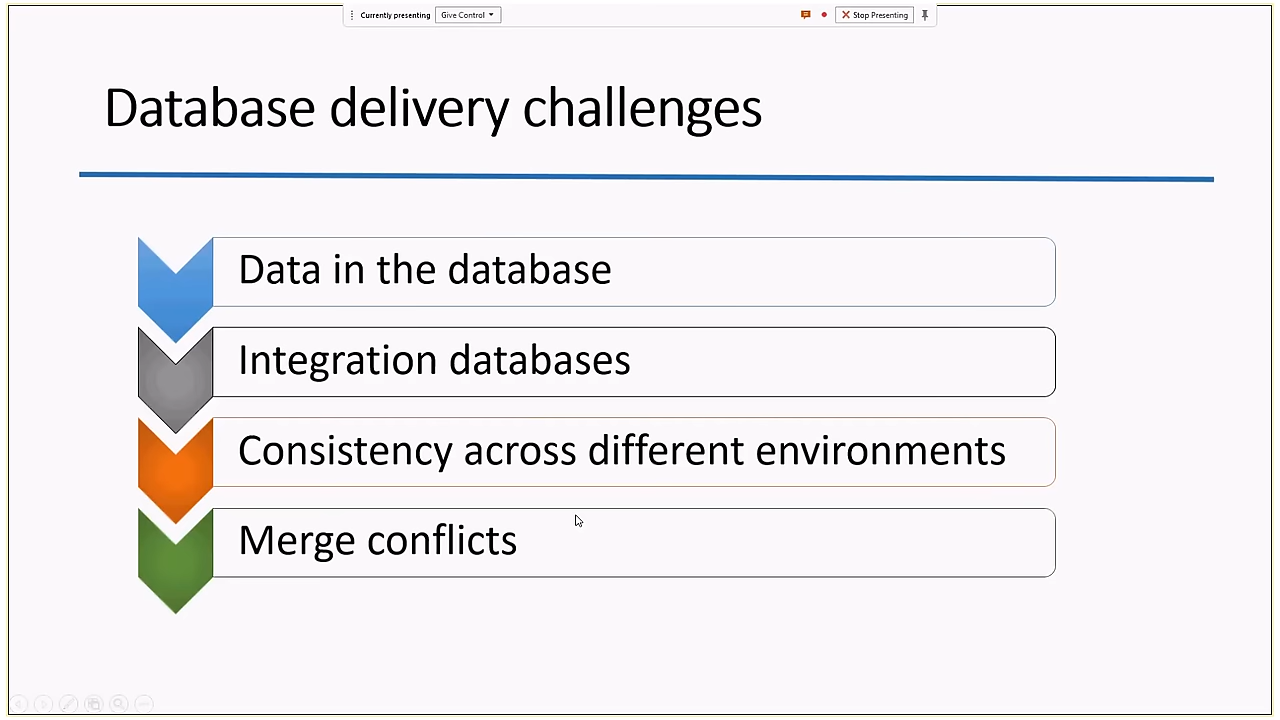 Currently presenting Give Control Stop Presenting
Database delivery challenges
Data in the database
Integration databases
Consistency across different environments
Merge conflicts